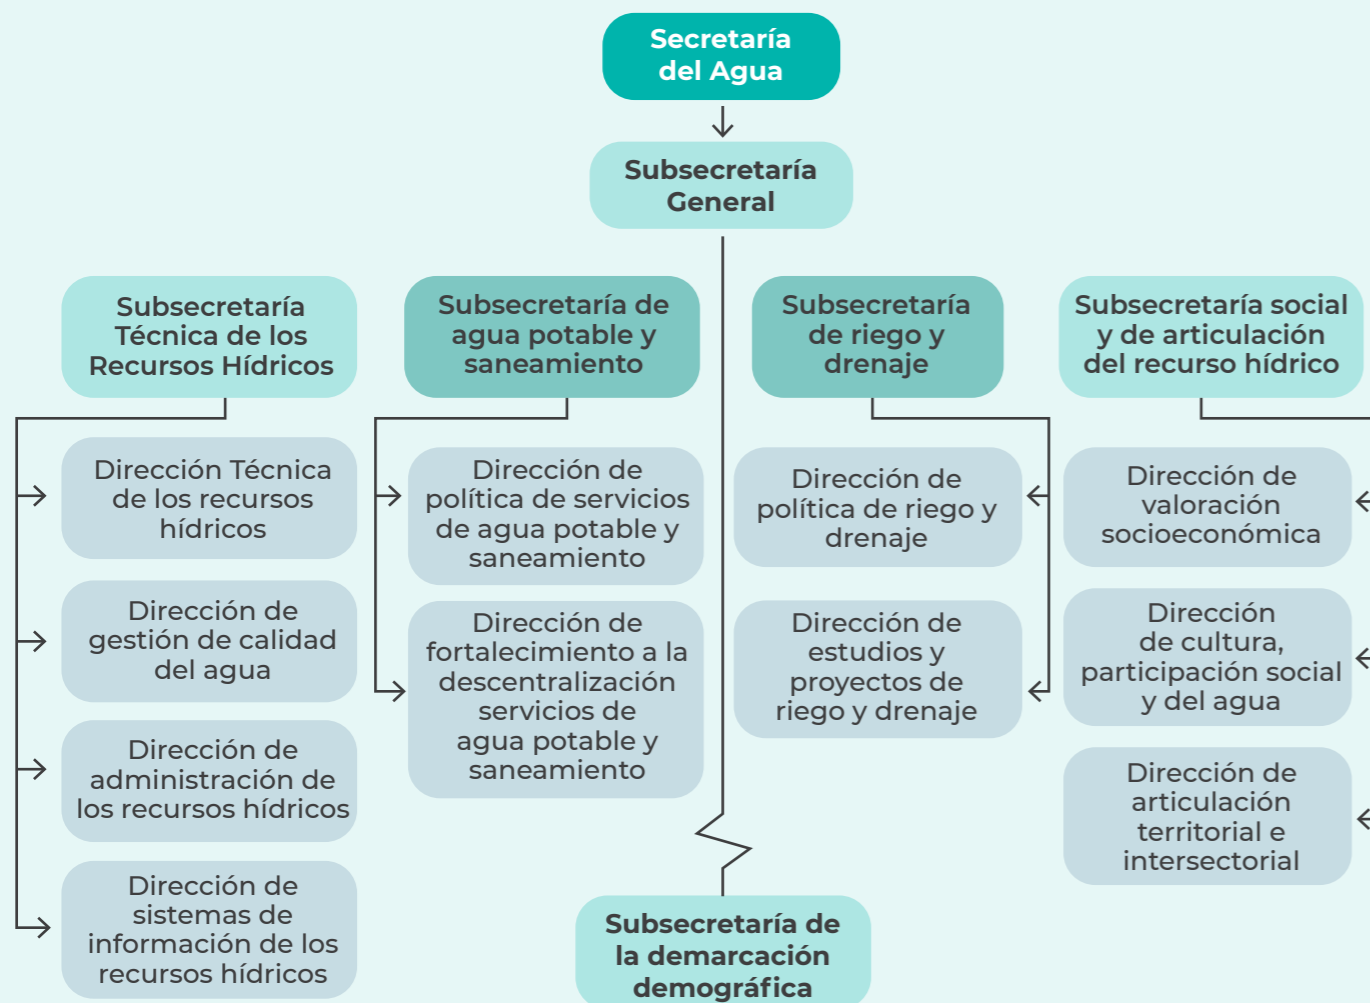 Secretaría
del Agua
Subsecretaría
General
Subsecretaría
Técnica de los
Recursos Hídricos
Dirección Técnica
de los recursos
hídricos
Dirección de
gestión de calidad
del agua
Dirección de
administración de
los recursos hídricos
Dirección de
sistemas de
información de los
recursos hídricos
Subsecretaría de
agua potable y
saneamiento
Dirección de
política de servicios
de agua potable y
saneamiento
Dirección de
fortalecimiento a la
descentralización
servicios de
agua potable y
saneamiento
Subsecretaría
de riego y
drenaje
Dirección de
política de riego y
drenaje
Dirección de
estudios y
proyectos de
riego y drenaje
Subsecretaría social
y de articulación
del recurso hídrico
Dirección de
valoración
socioeconómica
Dirección
de cultura,
participación social
y del agua
Dirección de
articulación
territorial e
intersectorial
Subsecretaría de
la demarcación
demográfica